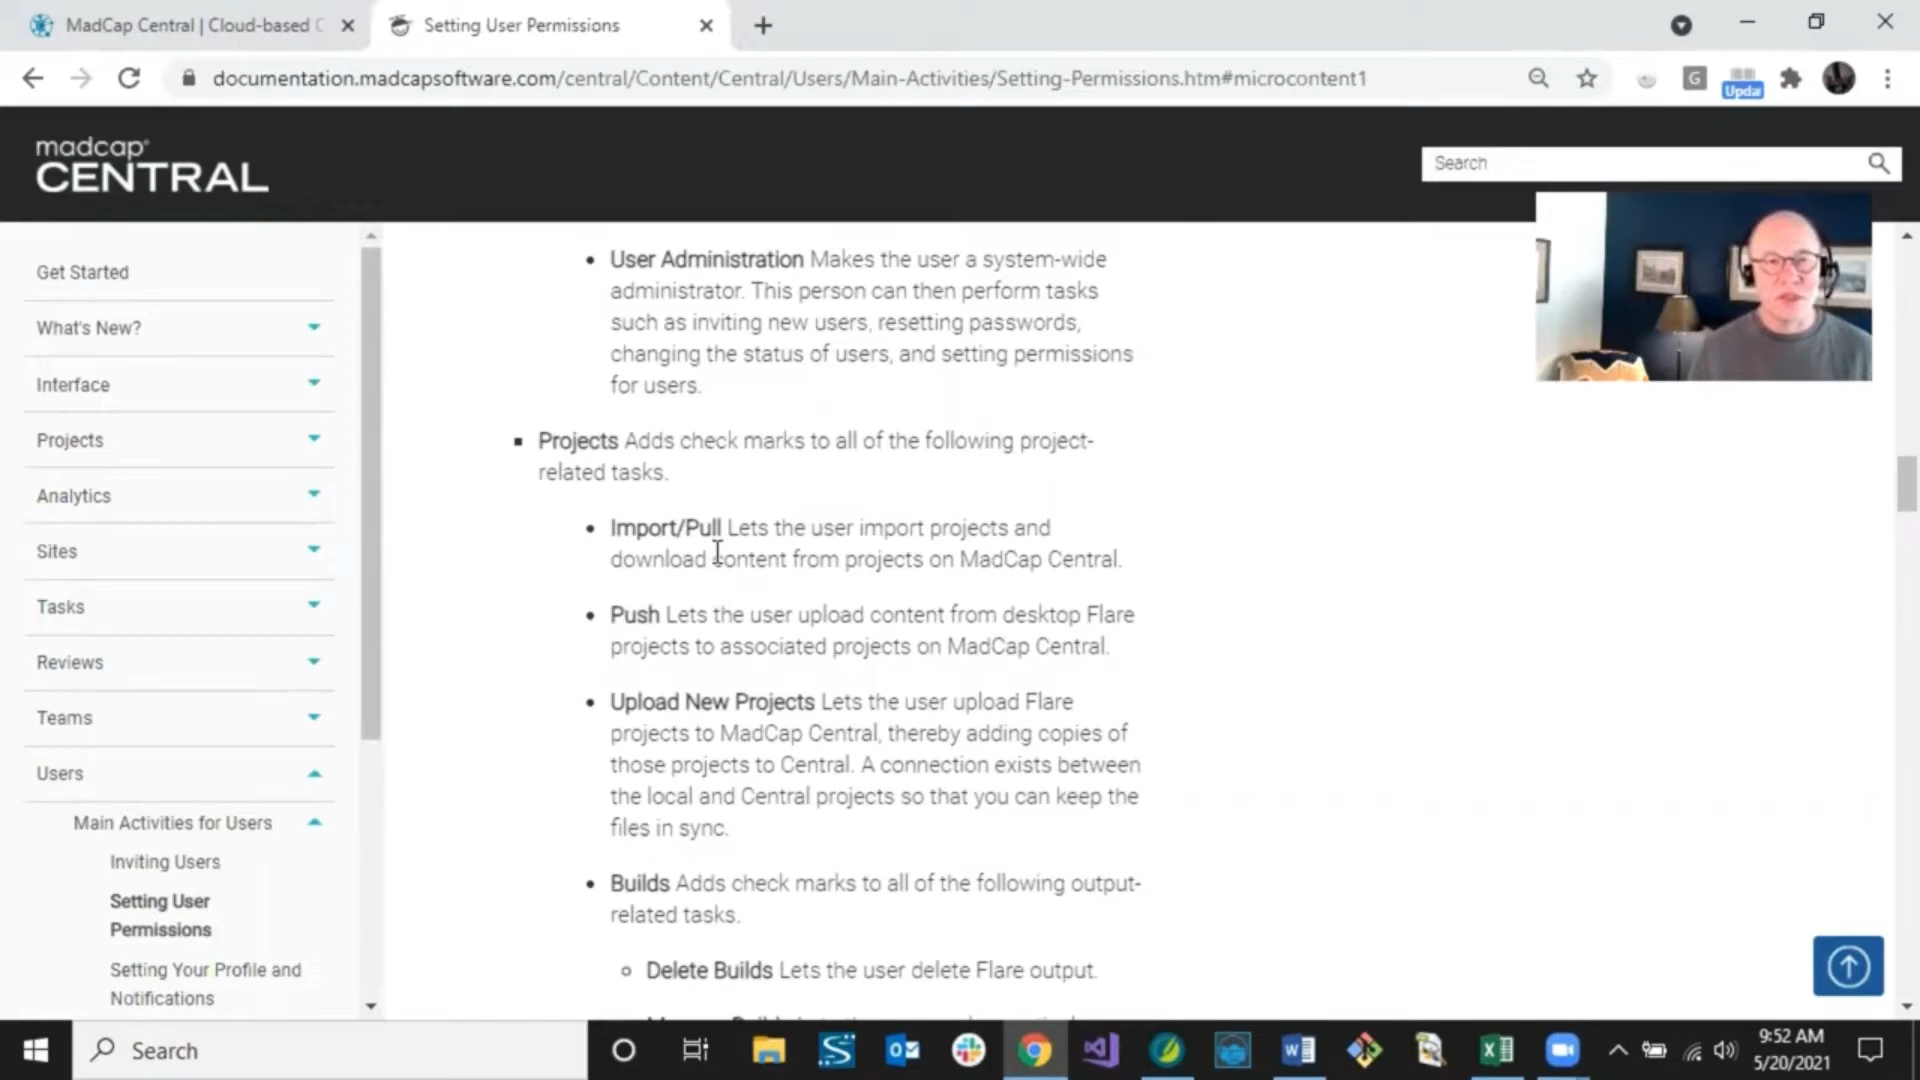 MadCap Central | Cloud-based C
Setting User Permissions
documentation.madcapsoftware.com/central/Content/Central/Users/Main-Activities/Setting-Permissions.htm#microcontent1
G
Upda
madcap
CENTRAL
Search
Get Started
What's New?
Interface
Projects
Analytics
Sites
Tasks
Reviews
Teams
Users
Main Activities for Users
Inviting Users
Setting User
Permissions
Setting Your Profile and
Notifications
User Administration Makes the user a system-wide
administrator. This person can then perform tasks
such as inviting new users, resetting passwords,
changing the status of users, and setting permissions
for users.
Projects Adds check marks to all of the following project-
related tasks.
Import/Pull Lets the user import projects and
download content from projects on MadCap Central.
Push Lets the user upload content from desktop Flare
projects to associated projects on MadCap Central.
Upload New Projects Lets the user upload Flare
projects to MadCap Central, thereby adding copies of
those projects to Central. A connection exists between
the local and Central projects so that you can keep the
files in sync.
Builds Adds check marks to all of the following output-
related tasks.
Delete Builds Lets the user delete Flare output.
Search
9:52 AM
5/20/2021